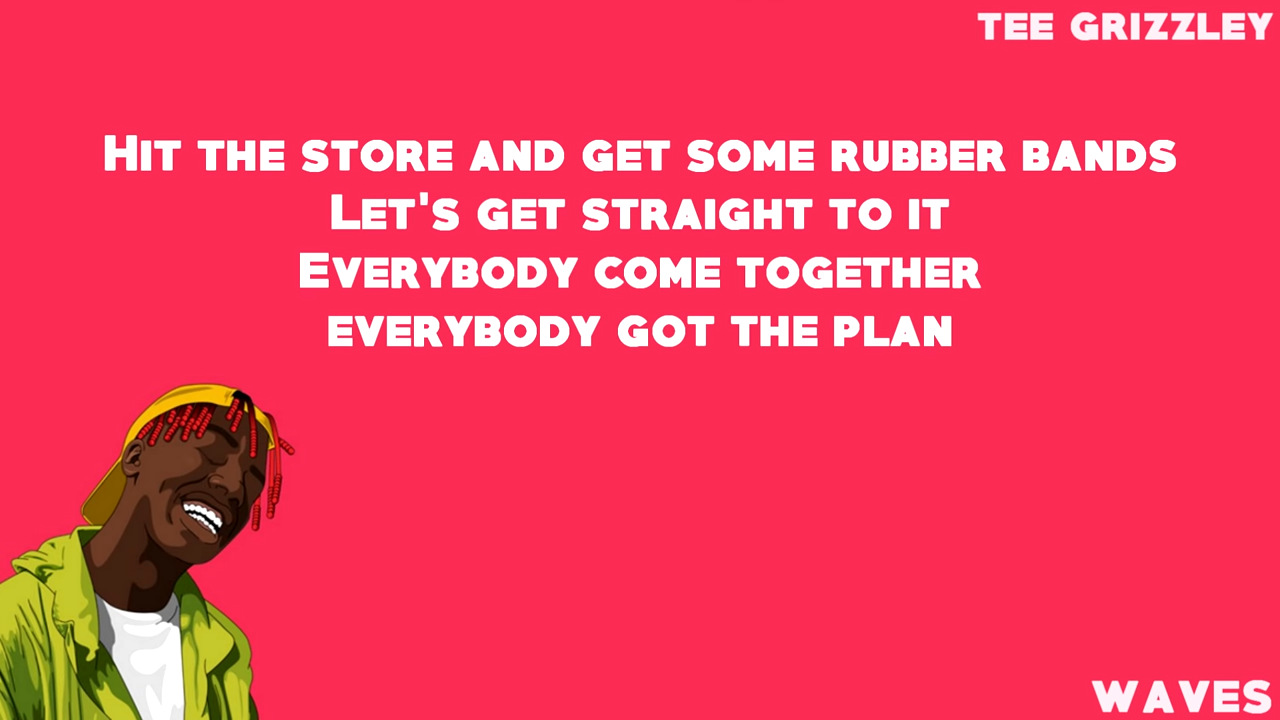 TEE GRIZZLEY
HIT THE STORE AND GET SOME RUBBER BANDS
LET'S GET STRAIGHT TO IT
EVERYBODY COME TOGETHER
EVERYBODY GOT THE PLAN
WAVES